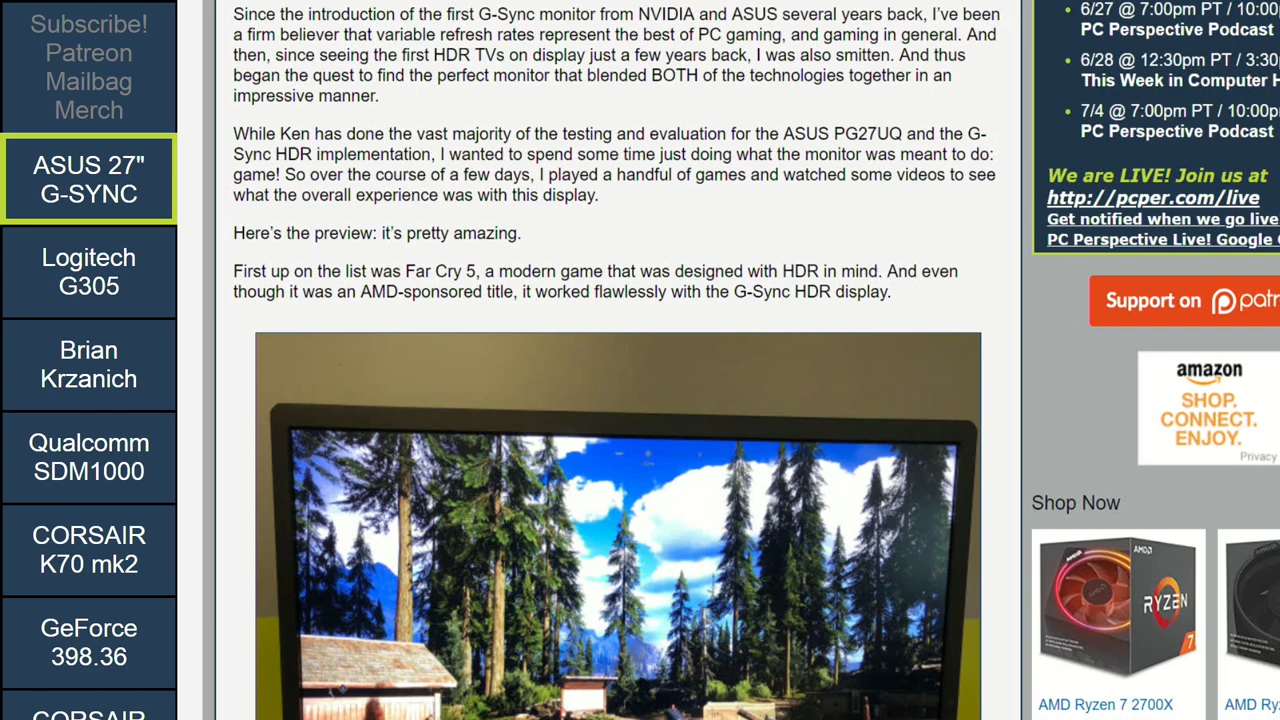 Subscribe!
Patreon
Mailbag
Merch
ASUS 27"
G-SYNC
Logitech
G305
Brian
Krzanich
Qualcomm
SDM1000
CORSAIR
K70 mk2
GeForce
398.36
CORSAIR
Since the introduction of the first G-Sync monitor from NVIDIA and ASUS several years back, I've been
a firm believer that variable refresh rates represent the best of PC gaming, and gaming in general. And
then, since seeing the first HDR TVs on display just a few years back, I was also smitten. And thus
began the quest to find the perfect monitor that blended BOTH of the technologies together in an
impressive manner.
While Ken has done the vast majority of the testing and evaluation for the ASUS PG27UQ and the G-
Sync HDR implementation, I wanted to spend some time just doing what the monitor was meant to do:
game! So over the course of a few days, I played a handful of games and watched some videos to see
what the overall experience was with this display.
Here's the preview: it's pretty amazing.
First up on the list was Far Cry 5, a modern game that was designed with HDR in mind. And even
though it was an AMD-sponsored title, it worked flawlessly with the G-Sync HDR display.
6/27 @ 7:00pm PT / 10:00
PC Perspective Podcast
6/28 @ 12:30pm PT / 3:30
This Week in Computer H
7/4 @ 7:00pm PT / 10:00p
PC Perspective Podcast
We are LIVE! Join us at
http://pcper.com/live
Get notified when we go live
PC Perspective Live! Google
Support on patr
amazon
SHOP.
CONNECT.
ENJOY.
Privacy
Shop Now
AMD
AMD
RYZEN
7
AMD Ryzen 7 2700X
AMD Ry